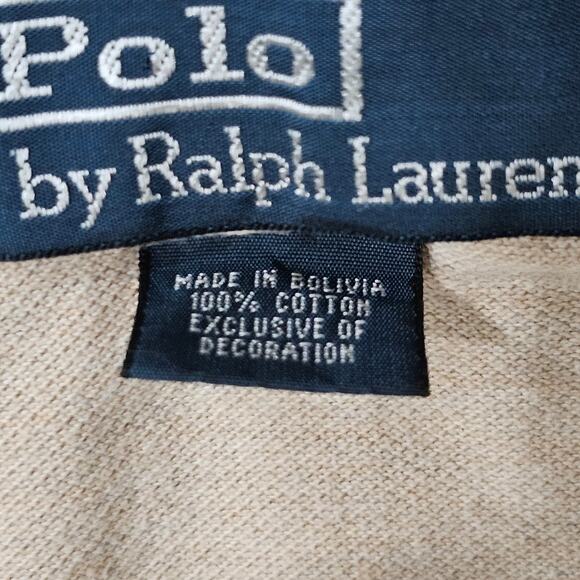 Polo
by Ralph Lauren
MADE IN BOLIVIA
100% COTTON
EXCLUSIVE OF
DECORATION